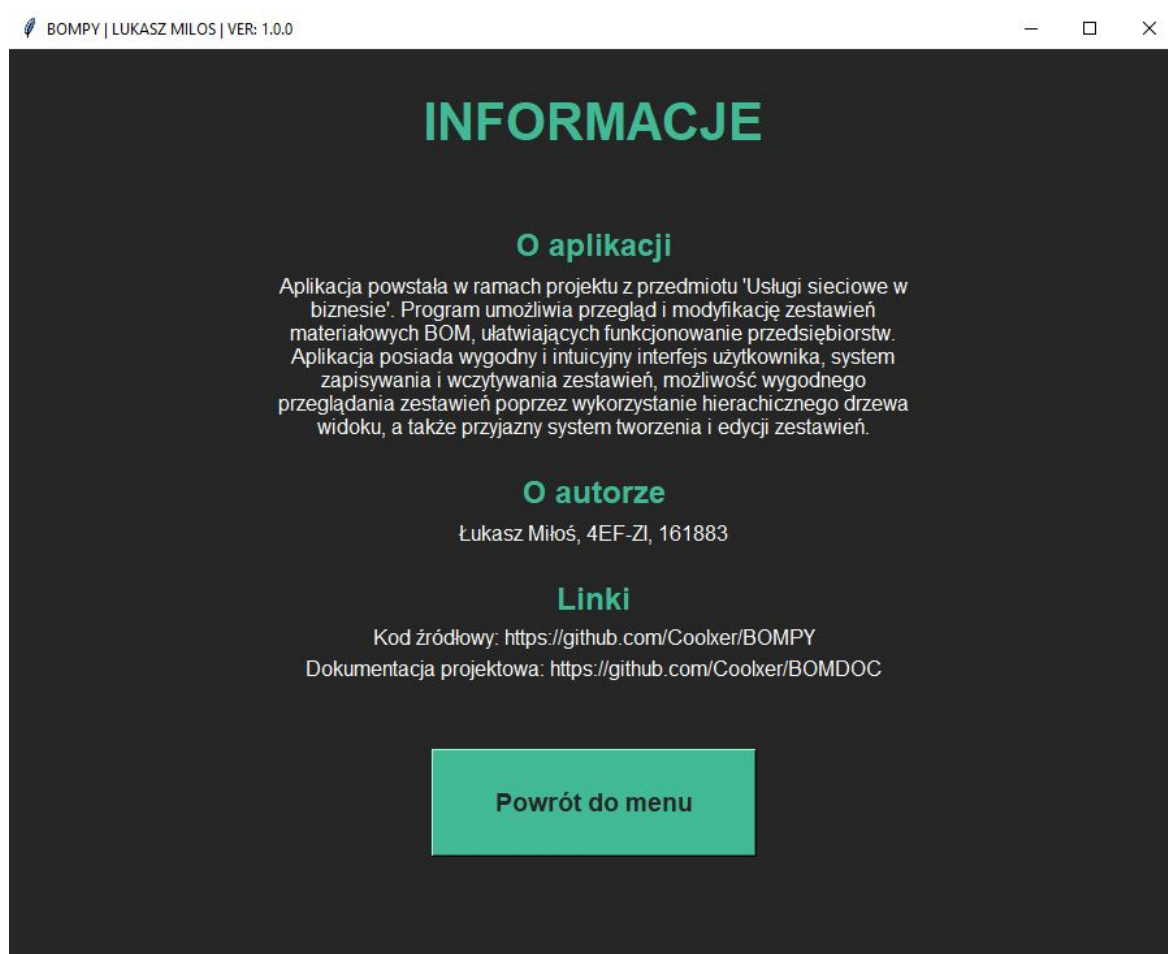 BOMPY | LUKASZ MILOS | VER: 1.0.0
INFORMACJE
O aplikacji
Aplikacja powstała w ramach projektu z przedmiotu 'Usługi sieciowe w
biznesie'. Program umożliwia przegląd i modyfikację zestawień
materiałowych BOM, ułatwiających funkcjonowanie przedsiębiorstw.
Aplikacja posiada wygodny i intuicyjny interfejs użytkownika, system
zapisywania i wczytywania zestawień, możliwość wygodnego
przeglądania zestawień poprzez wykorzystanie hierachicznego drzewa
widoku, a także przyjazny system tworzenia i edycji zestawień.
O autorze
Łukasz Miłoś, 4EF-ZI, 161883
Linki
Kod źródłowy: https://github.com/Coolxer/BOMPY
Dokumentacja projektowa: https://github.com/Coolxer/BOMDOC
Powrót do menu